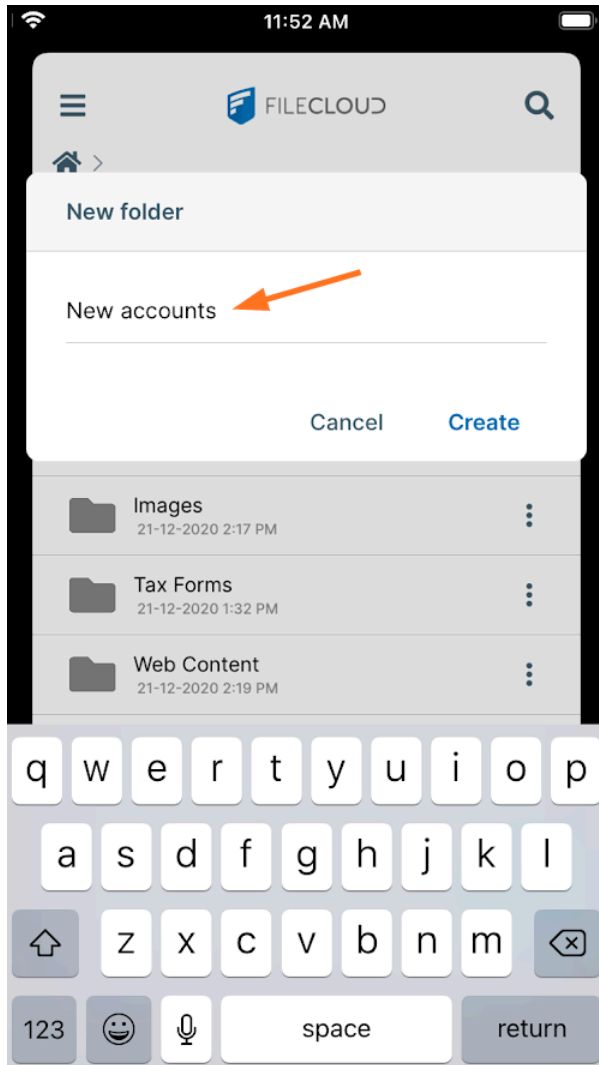 11:52 AM
FILECLOUD
New folder
New accounts
Cancel Create
Images
21-12-2020 2:17 PM
Tax Forms
21-12-2020 1:32 PM
Web Content
21-12-2020 2:19 PM
q w e r t y u i o p
a s d f g h j k l
z x c v b n m
123 space return